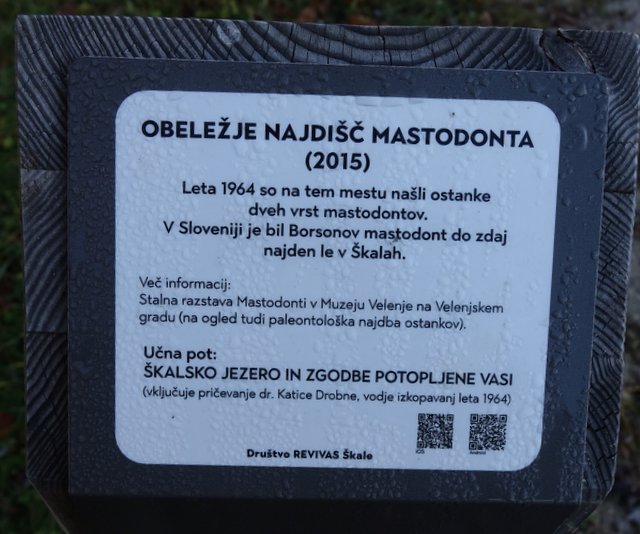 OBELEŽJE NAJDIŠČ MASTODONTA
(2015)
Leta 1964 so na tem mestu našli ostanke
dveh vrst mastodontov.
V Sloveniji je bil Borsonov mastodont do zdaj
najden le v Škalah.
Več informacij:
Stalna razstava Mastodonti v Muzeju Velenje na Velenjskem
gradu (na ogled tudi paleontološka najdba ostankov).
Učna pot:
ŠKALSKO JEZERO IN ZGODBE POTOPLJENE VASI
(vključuje pričevanje dr. Katice Drobne, vodje izkopavanj leta 1964)
iOS Android
Društvo REVIVAS Škale